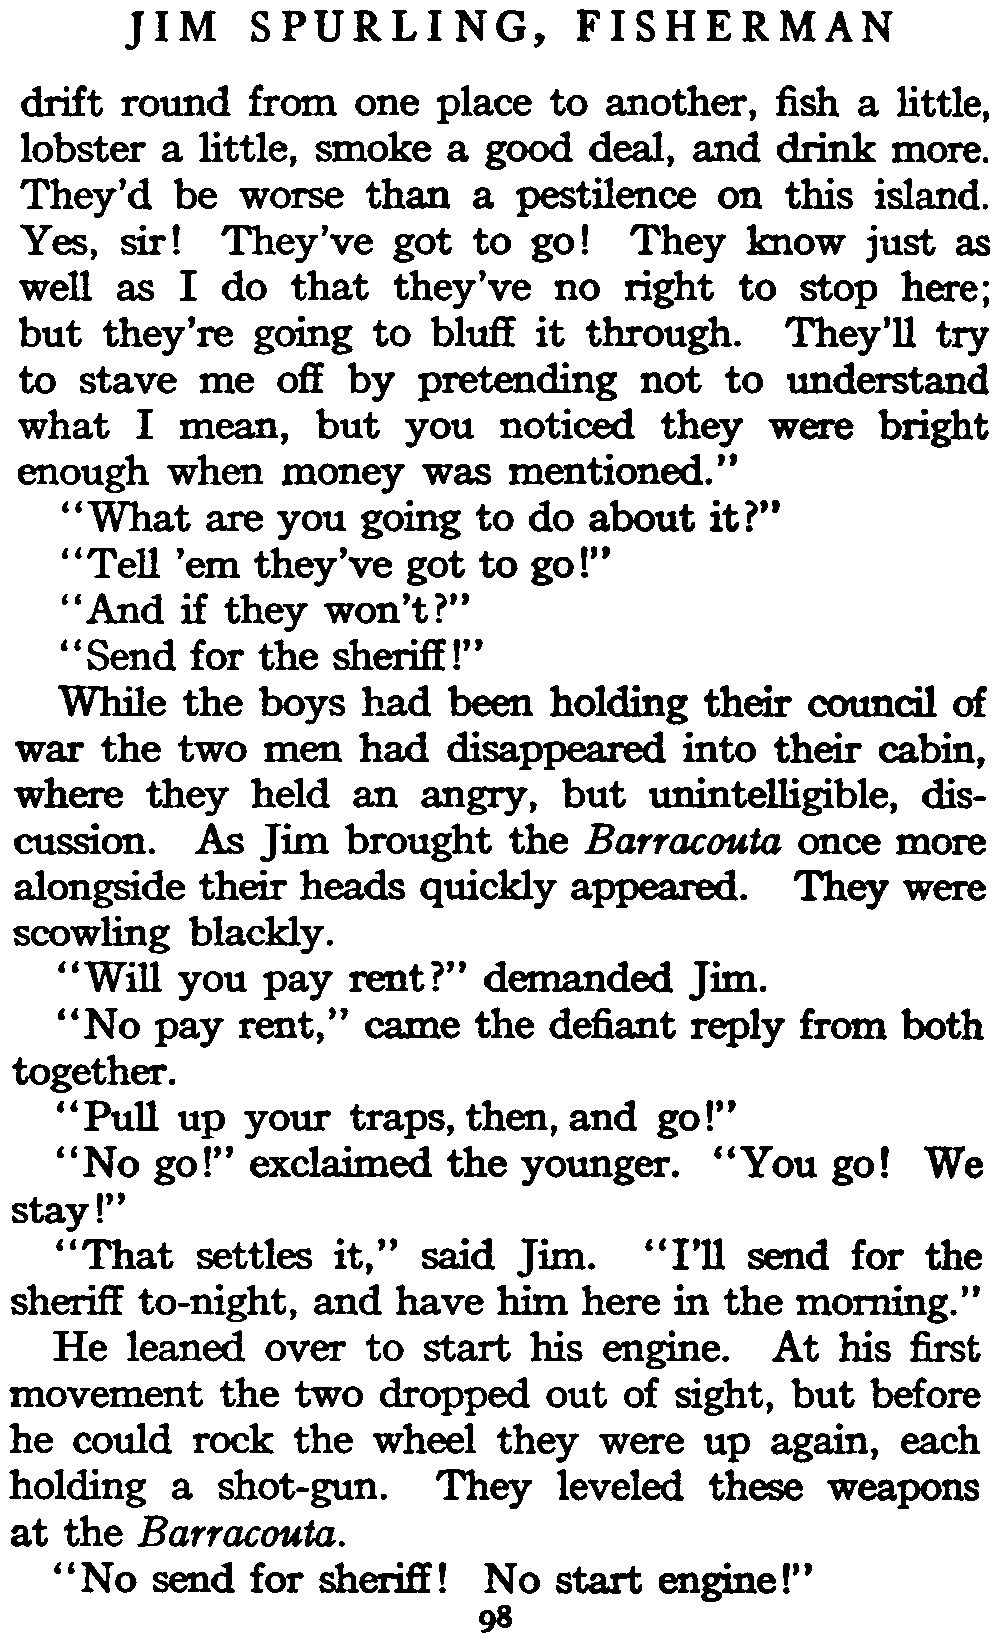 JIM SPURLING, FISHERMAN
drift round from one place to another, fish a little,
lobster a little, smoke a good deal, and drink more.
They'd be worse than a pestilence on this island.
Yes, sir! They've got to go! They know just as
well as I do that they've no right to stop here;
but they're going to bluff it through. They'll try
to stave me off by pretending not to understand
what I mean, but you noticed they were bright
enough when money was mentioned."
"What are you going to do about it?"
"Tell 'em they've got to go!"
"And if they won't?"
"Send for the sheriff!"
While the boys had been holding their council of
war the two men had disappeared into their cabin,
where they held an angry, but unintelligible, dis-
cussion. As Jim brought the Barracouta once more
alongside their heads quickly appeared. They were
scowling blackly.
"Will you pay rent?" demanded Jim.
"No pay rent," came the defiant reply from both
together.
"Pull up your traps, then, and go!"
"No go!" exclaimed the younger. "You go! We
stay!"
"That settles it," said Jim. "I'll send for the
sheriff to-night, and have him here in the morning."
He leaned over to start his engine. At his first
movement the two dropped out of sight, but before
he could rock the wheel they were up again, each
holding a shot-gun. They leveled these weapons
at the Barracouta.
"No send for sheriff! No start engine!"
98